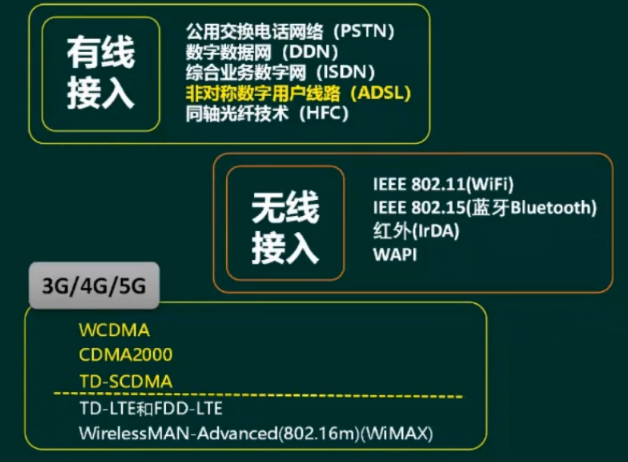 有线
接入
公用交换电话网络（PSTN）
数字数据网（DDN）
综合业务数字网（ISDN）
非对称数字用户线路（ADSL）
同轴光纤技术（HFC）
无线
接入
IEEE 802.11(WiFi)
IEEE 802.15(蓝牙Bluetooth)
红外(IrDA)
WAPI
3G/4G/5G
WCDMA
CDMA2000
TD-SCDMA
TD-LTE和FDD-LTE
WirelessMAN-Advanced(802.16m)(WiMAX)